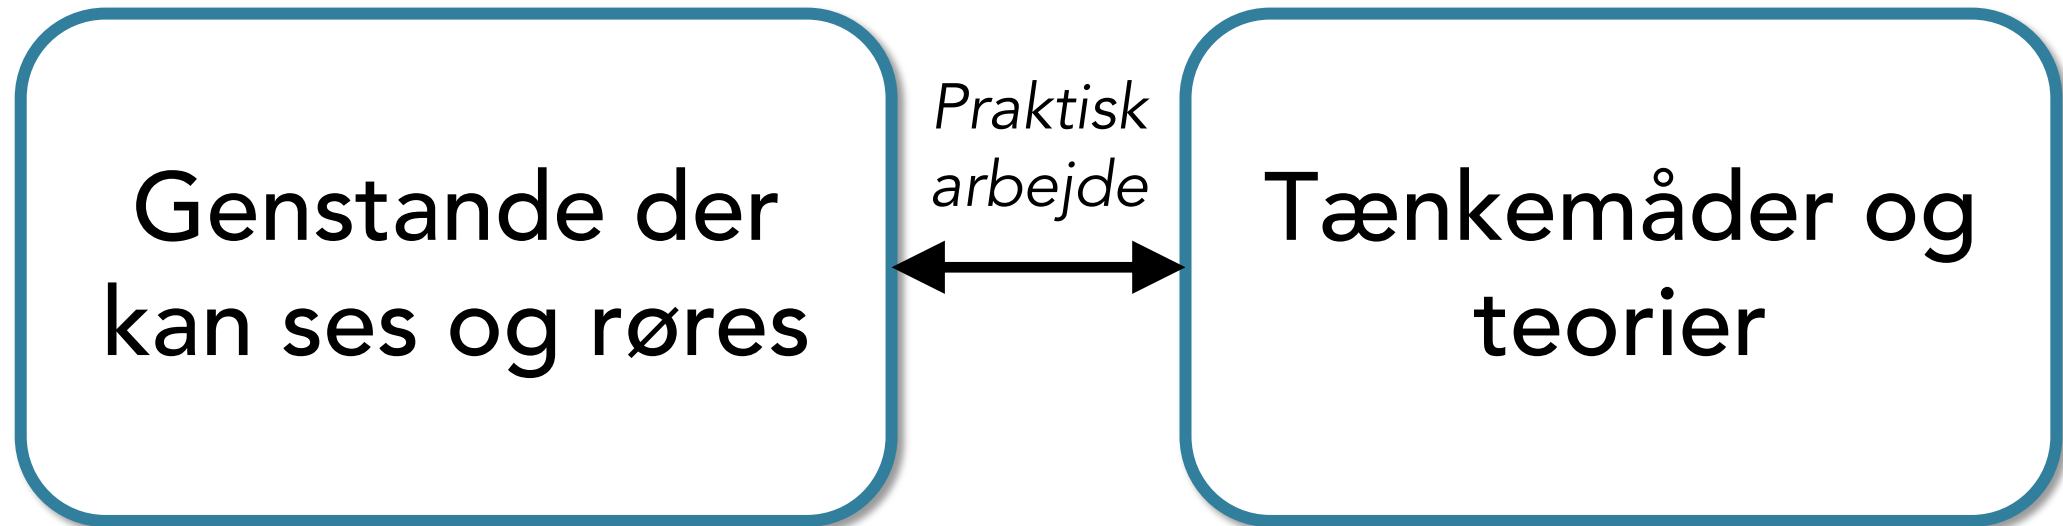 Genstande der
kan ses og røres
Praktisk
arbejde
Tænkemåder og
teorier